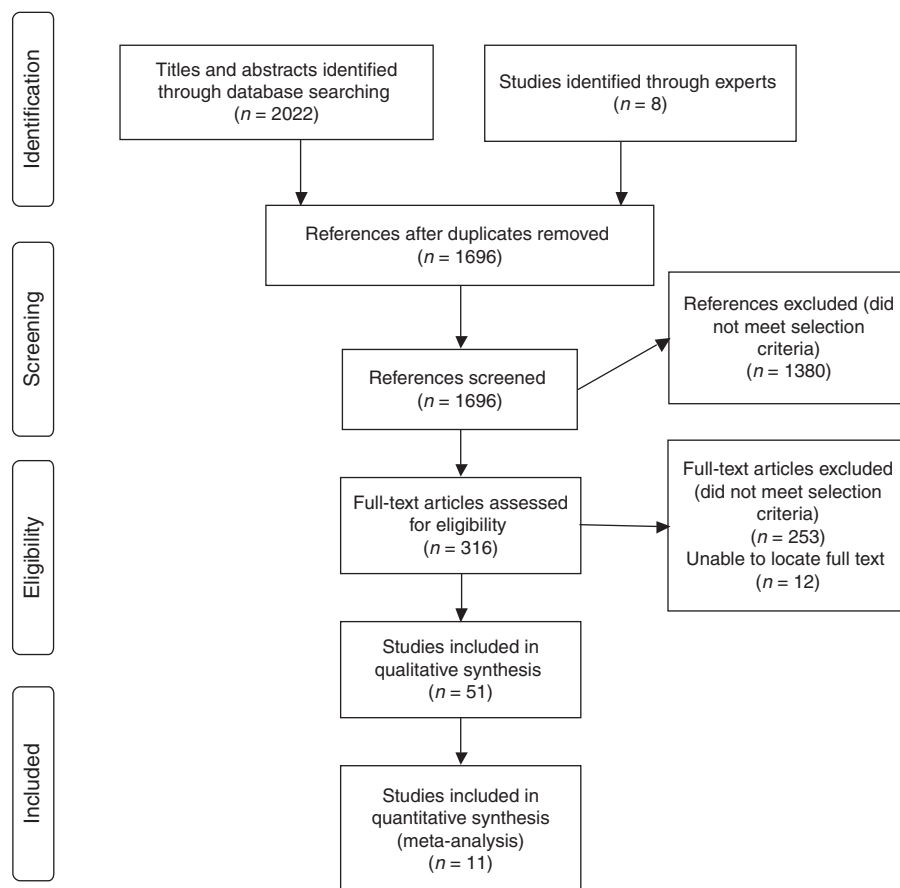 Identification
Titles and abstracts identified
through database searching
(n = 2022)
Studies identified through experts
(n = 8)
References after duplicates removed
(n = 1696)
Screening
References screened
(n = 1696)
References excluded (did
not meet selection
criteria)
(n = 1380)
Eligibility
Full-text articles assessed
for eligibility
(n = 316)
Full-text articles excluded
(did not meet selection
criteria)
(n = 253)
Unable to locate full text
(n = 12)
Studies included in
qualitative synthesis
(n = 51)
Included
Studies included in
quantitative synthesis
(meta-analysis)
(n = 11)